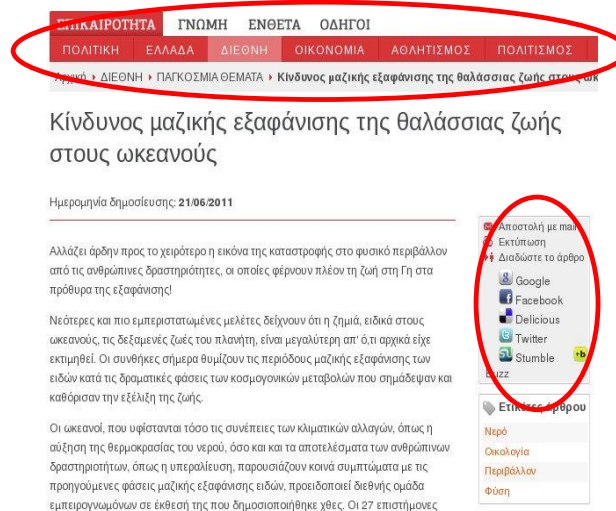 ΕΠΙΚΑΙΡΟΤΗΤΑ ΓΝΩΜΗ ΕΝΘΕΤΑ ΟΔΗΓΟΙ
ΠΟΛΙΤΙΚΗ ΕΛΛΑΔΑ ΔΙΕΘΝΗ ΟΙΚΟΝΟΜΙΑ ΑΘΛΗΤΙΣΜΟΣ ΠΟΛΙΤΙΣΜΟΣ
Αρχική ΔΙΕΘΝΗ ΠΑΓΚΟΣΜΙΑ ΘΕΜΑΤΑ Κίνδυνος μαζικής εξαφάνισης της θαλάσσιας ζωής στους ωκ
Κίνδυνος μαζικής εξαφάνισης της θαλάσσιας ζωής
στους ωκεανούς
Ημερομηνία δημοσίευσης: 21/06/2011
Αλλάζει άρδην προς το χειρότερο η εικόνα της καταστροφής στο φυσικό περιβάλλον
από τις ανθρώπινες δραστηριότητες, οι οποίες φέρνουν πλέον τη ζωή στη Γη στα
πρόθυρα της εξαφάνισης!
Νεότερες και πιο εμπεριστατωμένες μελέτες δείχνουν ότι η ζημιά, ειδικά στους
ωκεανούς, τις δεξαμενές ζωές του πλανήτη, είναι μεγαλύτερη απ' ό,τι αρχικά είχε
εκτιμηθεί. Οι συνθήκες σήμερα θυμίζουν τις περιόδους μαζικής εξαφάνισης των
ειδών κατά τις δραματικές φάσεις των κοσμογονικών μεταβολών που σημάδεψαν και
καθόρισαν την εξέλιξη της ζωής.
Οι ωκεανοί, που υφίστανται τόσο τις συνέπειες των κλιματικών αλλαγών, όπως η
αύξηση της θερμοκρασίας του νερού, όσο και και τα αποτελέσματα των ανθρώπινων
δραστηριοτήτων, όπως η υπεραλίευση, παρουσιάζουν κοινά συμπτώματα με τις
προηγούμενες φάσεις μαζικής εξαφάνισης ειδών, προειδοποιεί διεθνής ομάδα
εμπειρογνωμόνων σε έκθεσή της που δημοσιοποιήθηκε χθες. Οι 27 επιστήμονες
Αποστολή με mail
Εκτύπωση
Διαδώστε το άρθρο
Google
Facebook
Delicious
Twitter
Stumble
Buzz
Ετικέτες άρθρου
Νερό
Οικολογία
Περιβάλλον
Φύση